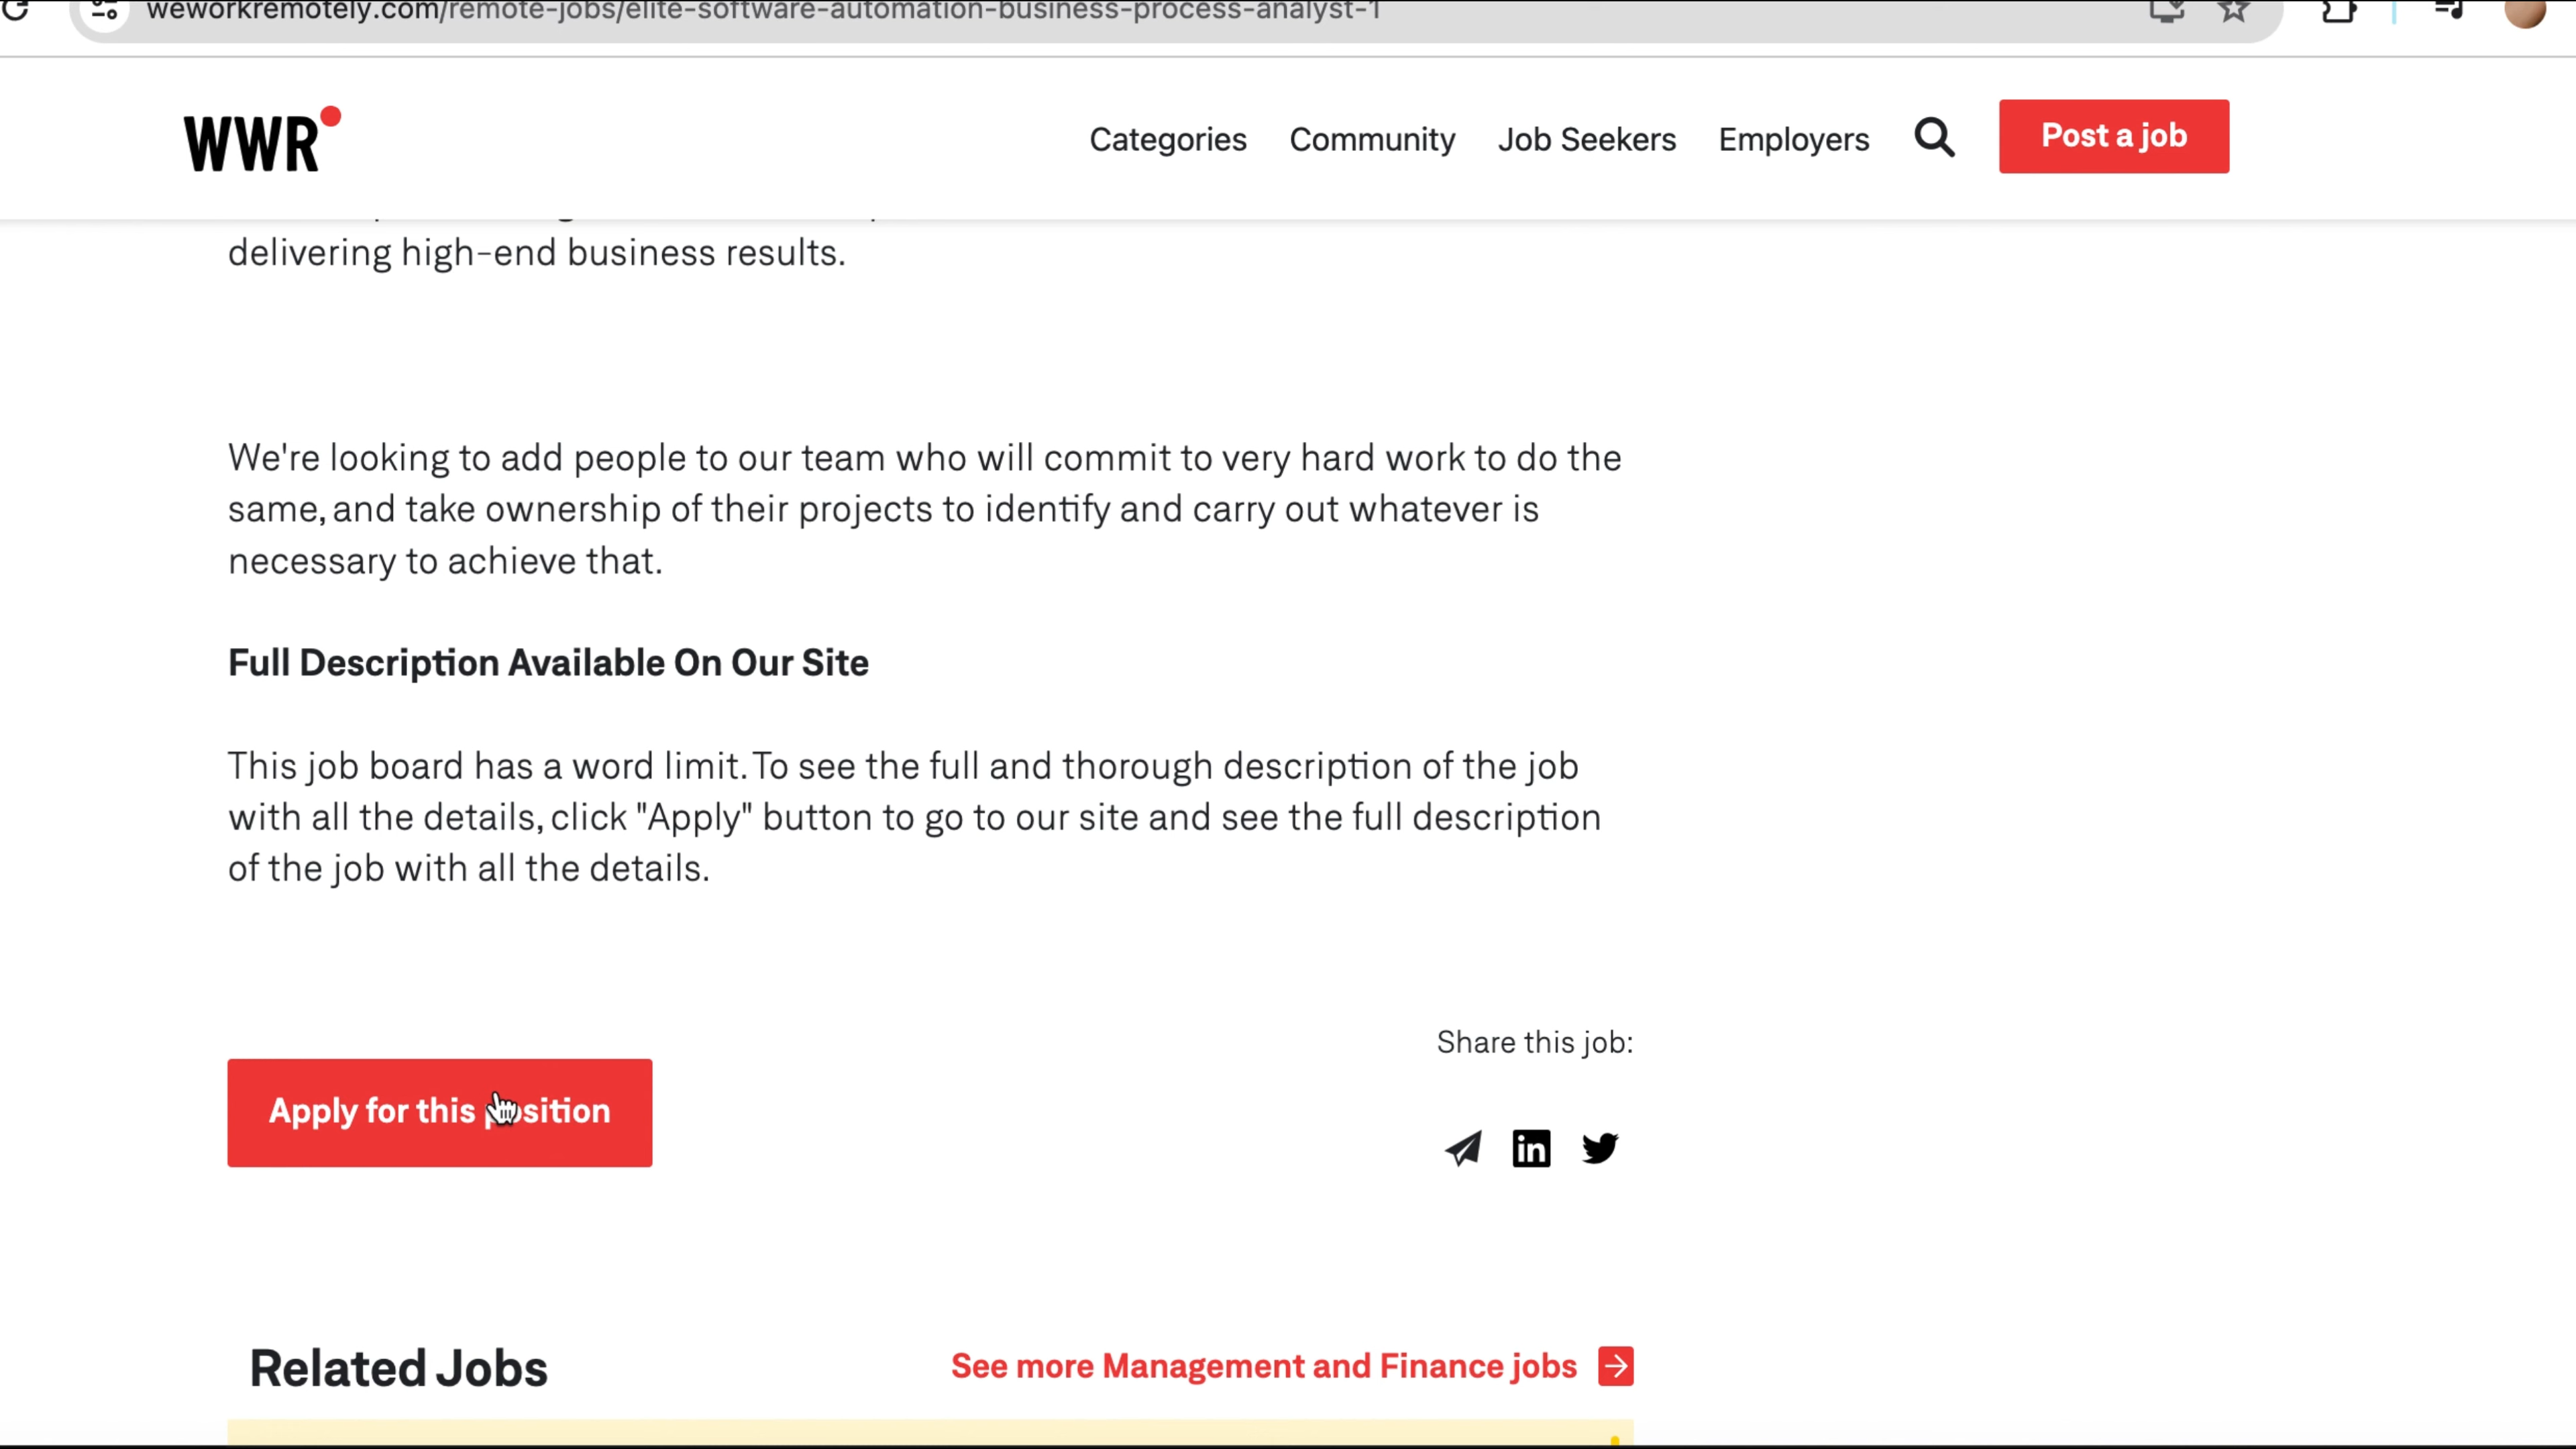 weworkremotely.com/remote-jobs/elite-software-automation-business-process-analyst-1
WWR
Categories
Community
Job Seekers
Employers
Post a job
delivering high-end business results.
We're looking to add people to our team who will commit to very hard work to do the
same, and take ownership of their projects to identify and carry out whatever is
necessary to achieve that.
Full Description Available On Our Site
This job board has a word limit. To see the full and thorough description of the job
with all the details, click "Apply" button to go to our site and see the full description
of the job with all the details.
Share this job:
Apply for this position
in
Related Jobs
See more Management and Finance jobs